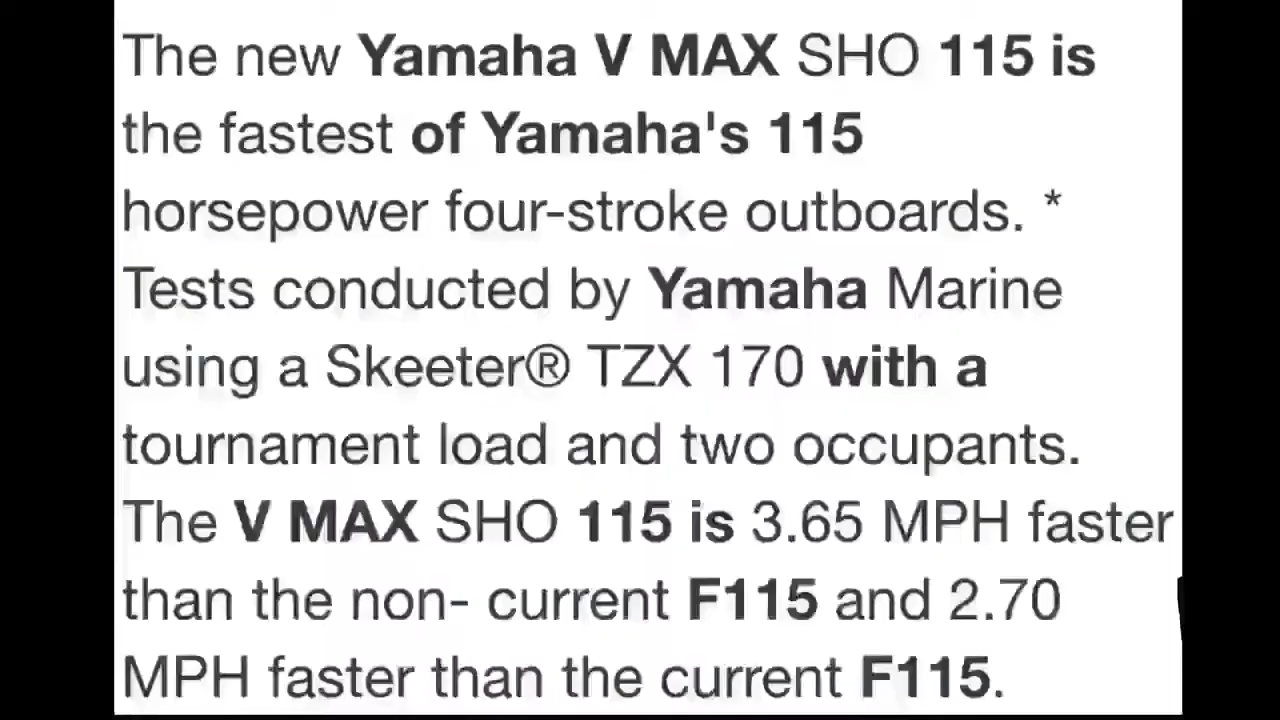 The new Yamaha V MAX SHO 115 is
the fastest of Yamaha's 115
horsepower four-stroke outboards. *
Tests conducted by Yamaha Marine
using a Skeeter® TZX 170 with a
tournament load and two occupants.
The V MAX SHO 115 is 3.65 MPH faster
than the non- current F115 and 2.70
MPH faster than the current F115.